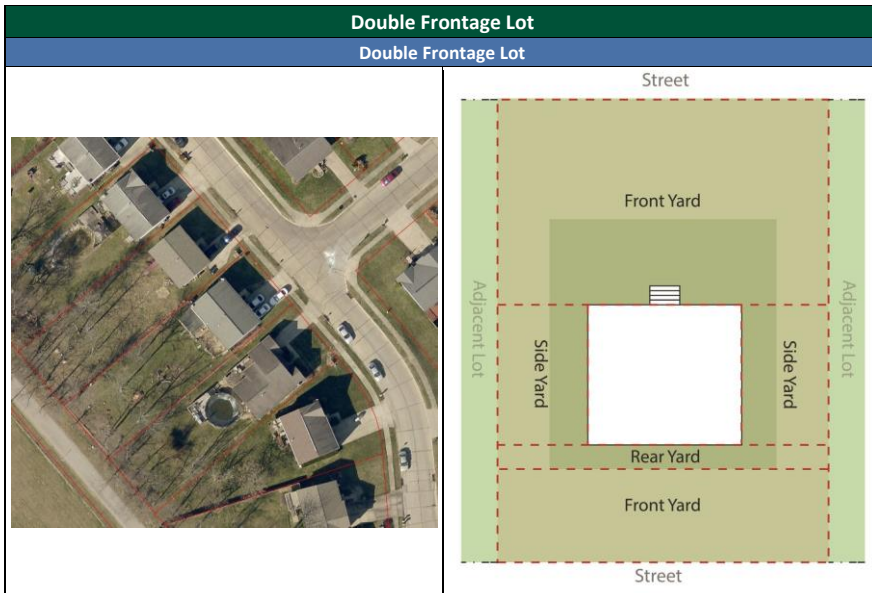 Double Frontage Lot
Double Frontage Lot
Street
Front Yard
Adjacent Lot
Side Yard
Side Yard
Adjacent Lot
Rear Yard
Front Yard
Street